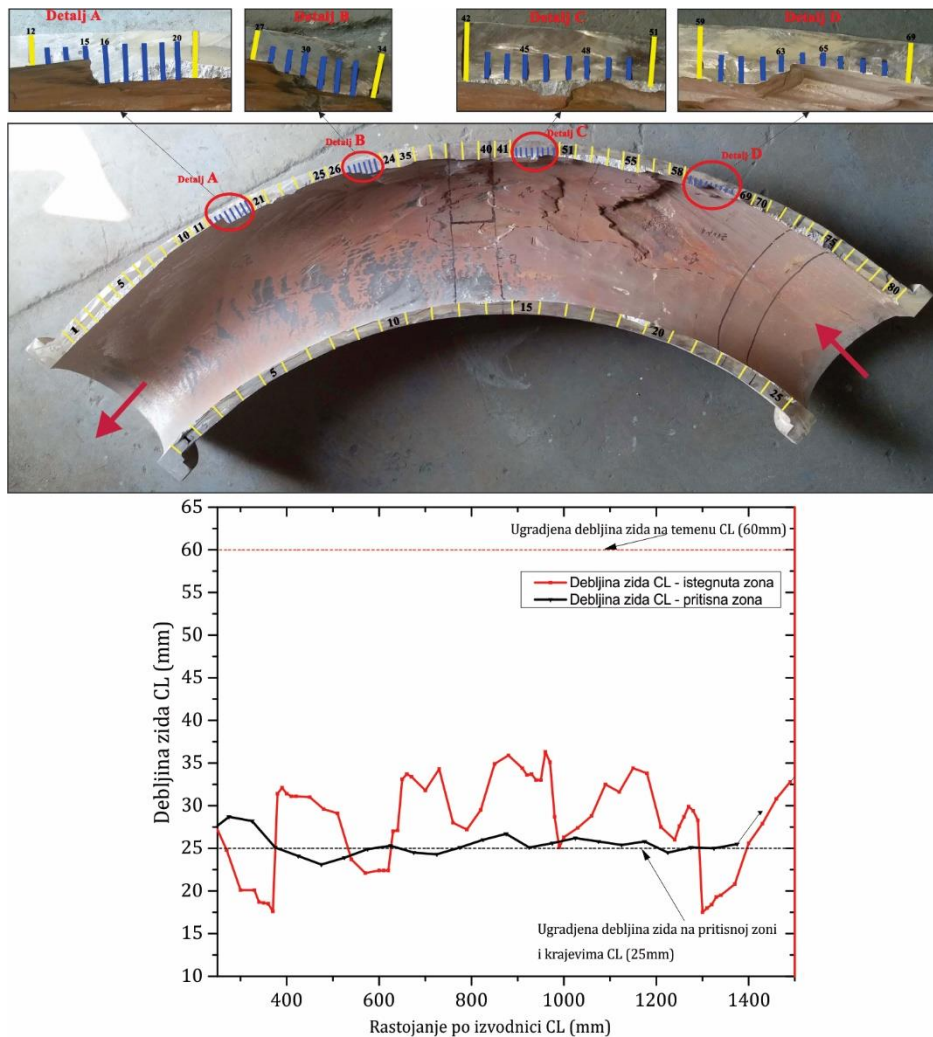 Detalj A
Detalj B
Detalj C
Detalj D
12 15 16 20
27 30 34
42 45 48 51
59 63 65 69
Detalj A
Detalj B
Detalj C
Detalj D
1 5 10 11 21 25 26 24 35 40 41 51 55 58 69 70 75 80
1 5 10 15 20 25
65
60
55
50
45
40
35
30
25
20
15
10
Debljina zida CL (mm)
Ugradjena debljina zida na temenu CL (60mm)
Debljina zida CL - istegnuta zona
Debljina zida CL - pritisna zona
Ugradjena debljina zida na pritisnoj zoni
i krajevima CL (25mm)
400 600 800 1000 1200 1400
Rastojanje po izvodnici CL (mm)